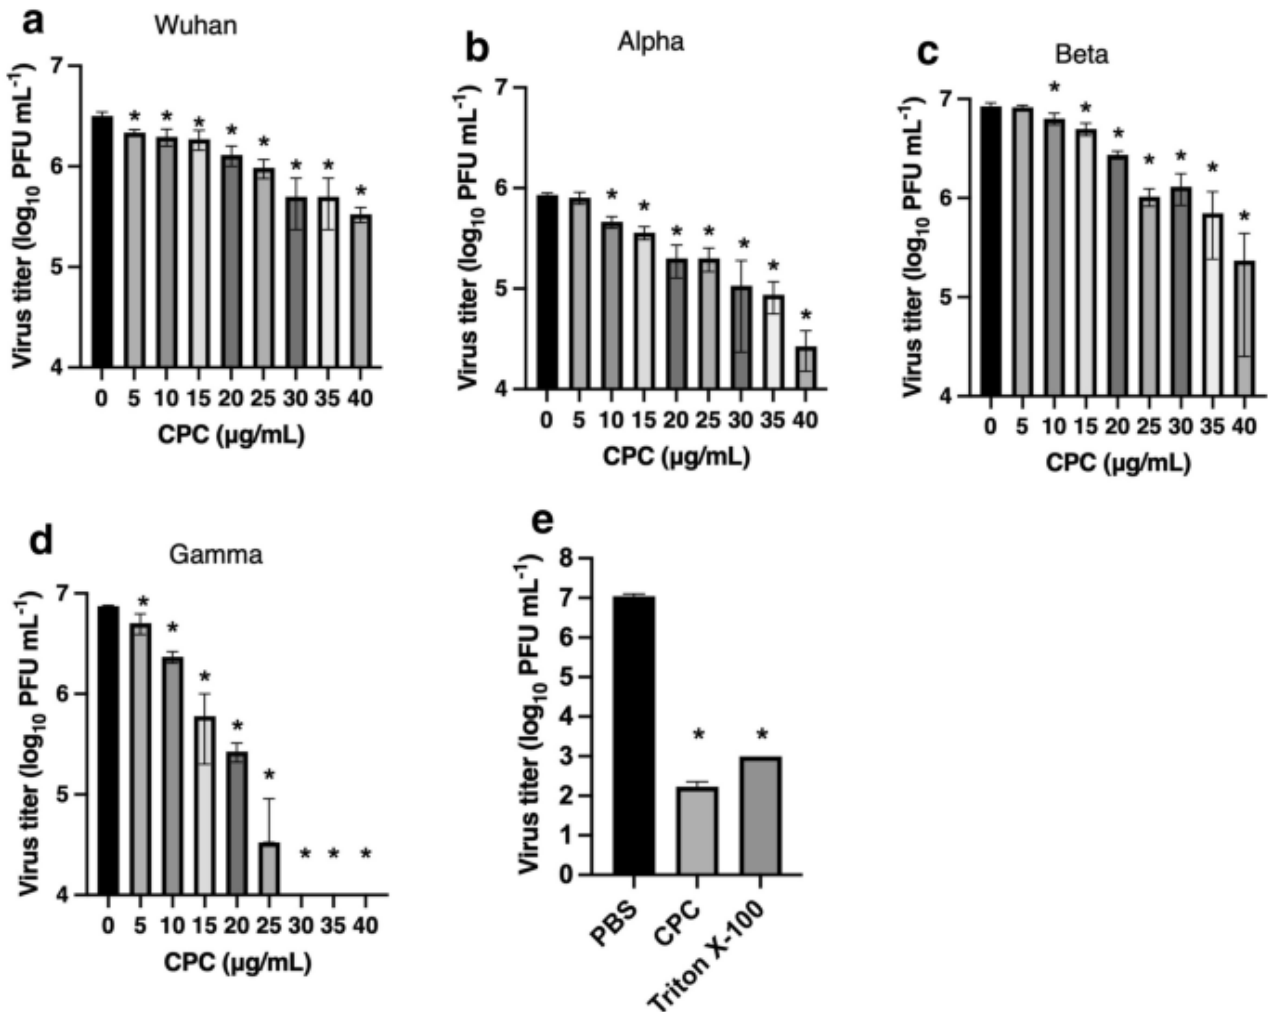 a
Wuhan
Virus titer (log10 PFU mL-1)
7
6
5
4
* * * * * * * *
0 5 10 15 20 25 30 35 40
CPC (µg/mL)
b
Alpha
Virus titer (log10 PFU mL-1)
7
6
5
4
* * * * * * *
0 5 10 15 20 25 30 35 40
CPC (µg/mL)
c
Beta
Virus titer (log10 PFU mL-1)
7
6
5
4
* * * * * * *
0 5 10 15 20 25 30 35 40
CPC (µg/mL)
d
Gamma
Virus titer (log10 PFU mL-1)
7
6
5
4
* * * * * * * *
0 5 10 15 20 25 30 35 40
CPC (µg/mL)
e
Virus titer (log10 PFU mL-1)
8
7
6
5
4
3
2
1
0
* *
PBS
CPC
Triton X-100